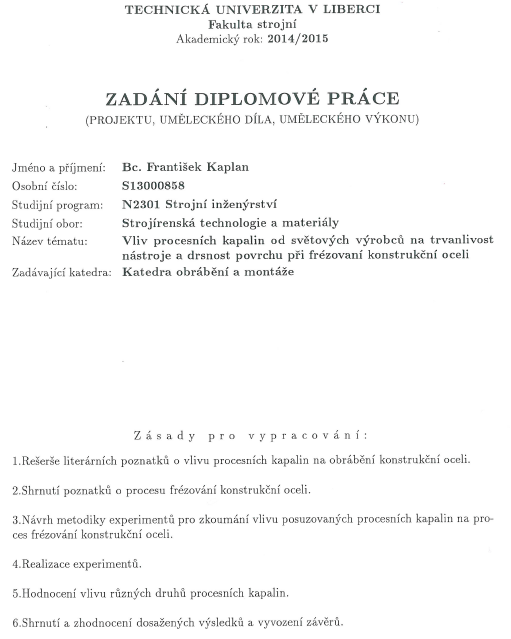 TECHNICKÁ UNIVERZITA V LIBERCI
Fakulta strojní
Akademický rok: 2014/2015
ZADÁNÍ DIPLOMOVÉ PRÁCE
(PROJEKTU, UMĚLECKÉHO DÍLA, UMĚLECKÉHO VÝKONU)
Jméno a příjmení: Bc. František Kaplan
Osobní číslo: S13000858
Studijní program: N2301 Strojní inženýrství
Studijní obor: Strojírenská technologie a materiály
Název tématu: Vliv procesních kapalin od světových výrobců na trvanlivost
nástroje a drsnost povrchu při frézovaní konstrukční oceli
Zadávající katedra: Katedra obrábění a montáže
Zásady pro vypracování:
1.Rešerše literárních poznatků o vlivu procesních kapalin na obrábění konstrukční oceli.
2.Shrnutí poznatků o procesu frézování konstrukční oceli.
3.Návrh metodiky experimentů pro zkoumání vlivu posuzovaných procesních kapalin na pro-
ces frézování konstrukční oceli.
4.Realizace experimentů.
5.Hodnocení vlivu různých druhů procesních kapalin.
6.Shrnutí a zhodnocení dosažených výsledků a vyvození závěrů.